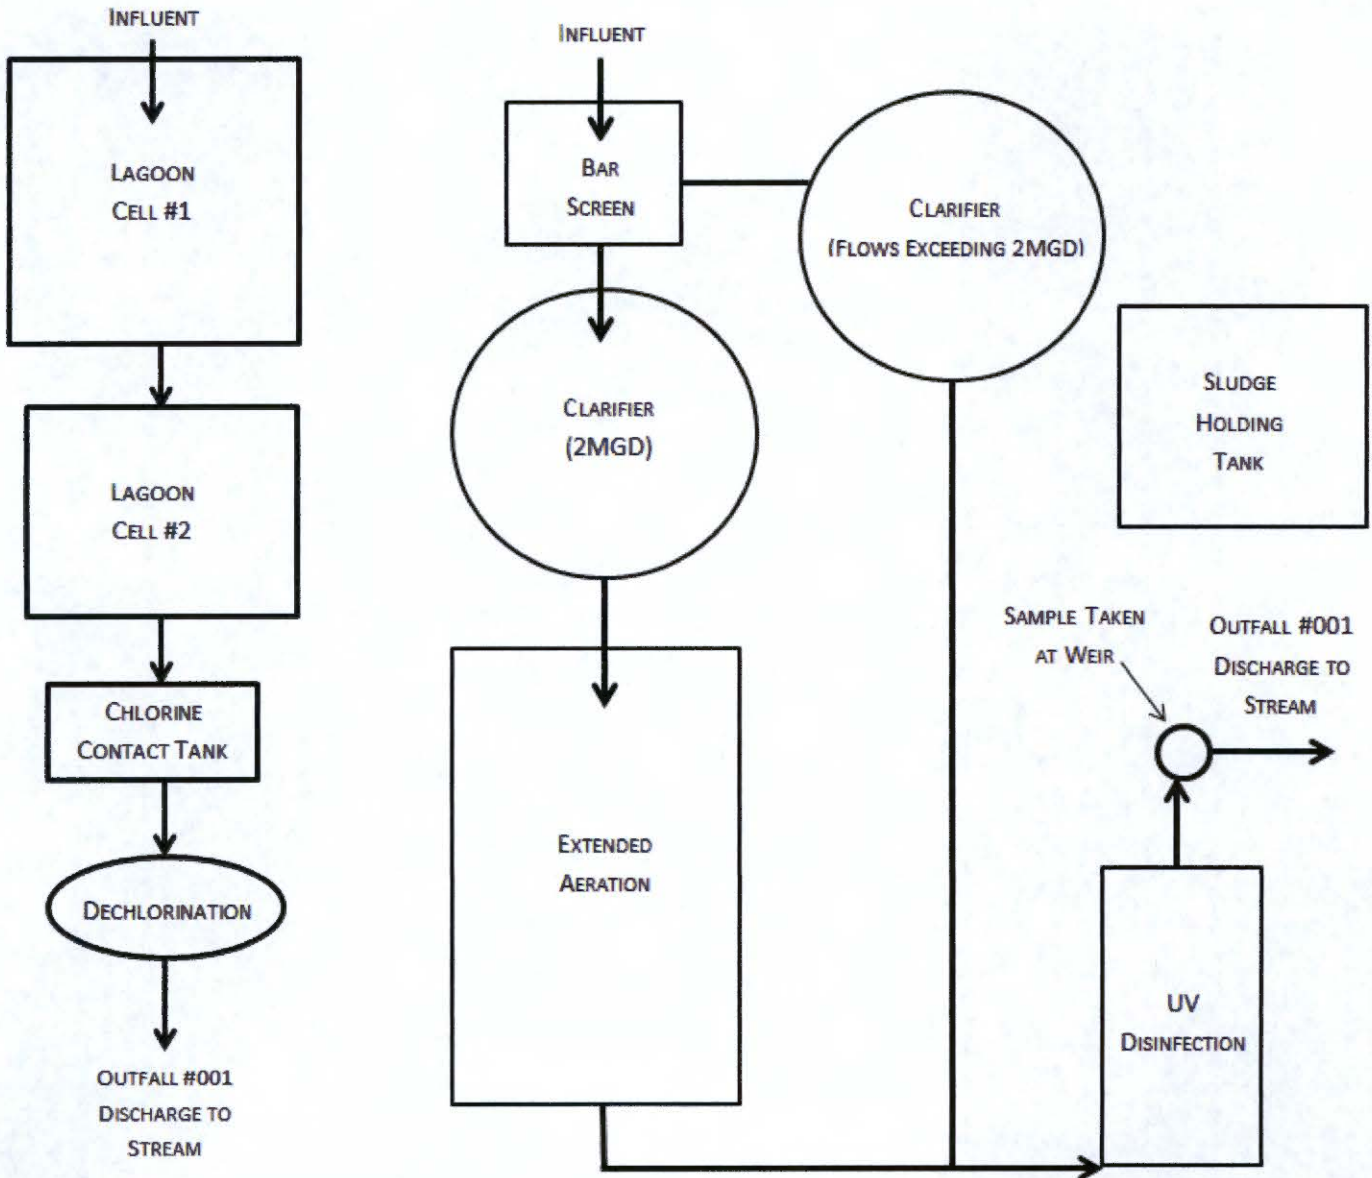 INFLUENT
LAGOON
CELL #1
LAGOON
CELL #2
CHLORINE
CONTACT TANK
DECHLORINATION
OUTFALL #001
DISCHARGE TO
STREAM
INFLUENT
BAR
SCREEN
CLARIFIER
(FLOWS EXCEEDING 2MGD)
CLARIFIER
(2MGD)
EXTENDED
AERATION
SLUDGE
HOLDING
TANK
SAMPLE TAKEN
AT WEIR
OUTFALL #001
DISCHARGE TO
STREAM
UV
DISINFECTION